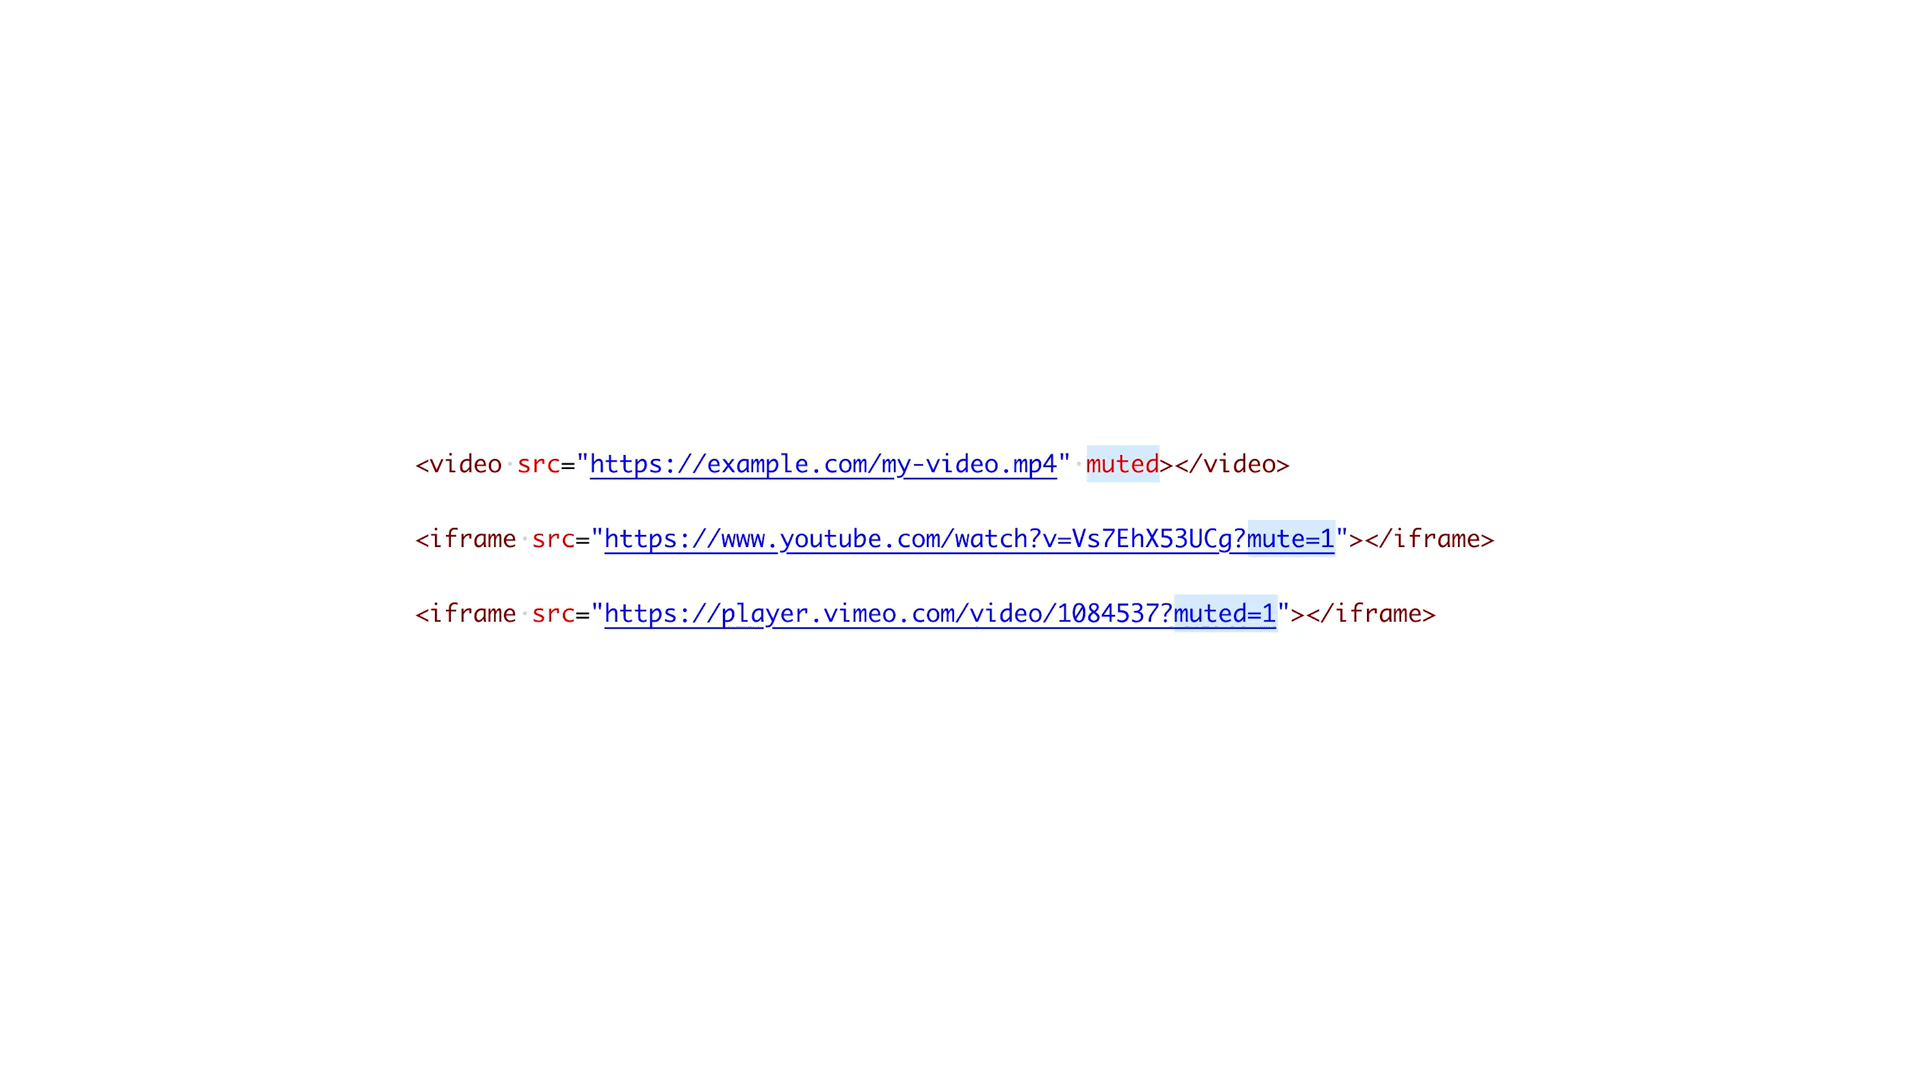 <video src="https://example.com/my-video.mp4" muted></video>
<iframe src="https://www.youtube.com/watch?v=Vs7EhX53UCg?mute=1"></iframe>
<iframe src="https://player.vimeo.com/video/1084537?muted=1"></iframe>